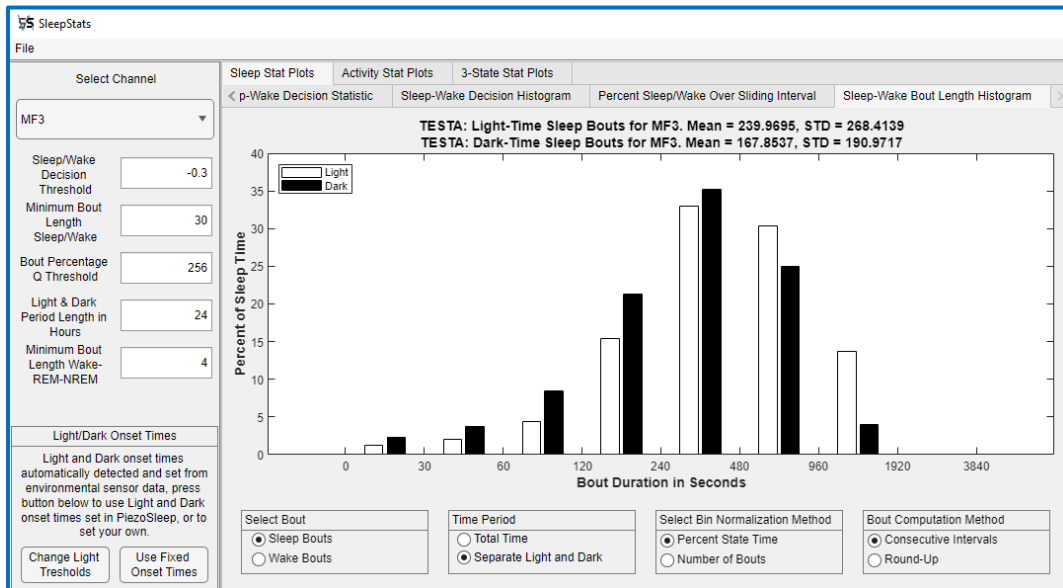 SS SleepStats
File
Select Channel
MF3
Sleep/Wake
Decision
Threshold
-0.3
Minimum Bout
Length
Sleep/Wake
30
Bout Percentage
Q Threshold
256
Light & Dark
Period Length in
Hours
24
Minimum Bout
Length Wake-
REM-NREM
4
Light/Dark Onset Times
Light and Dark onset times
automatically detected and set from
environmental sensor data, press
button below to use Light and Dark
onset times set in PiezoSleep, or to
set your own.
Change Light
Tresholds
Use Fixed
Onset Times
Sleep Stat Plots
Activity Stat Plots
3-State Stat Plots
p-Wake Decision Statistic
Sleep-Wake Decision Histogram
Percent Sleep/Wake Over Sliding Interval
Sleep-Wake Bout Length Histogram
TESTA: Light-Time Sleep Bouts for MF3. Mean = 239.9695, STD = 268.4139
TESTA: Dark-Time Sleep Bouts for MF3. Mean = 167.8537, STD = 190.9717
Light
Dark
Percent of Sleep Time
40
35
30
25
20
15
10
5
0
0 30 60 120 240 480 960 1920 3840
Bout Duration in Seconds
Select Bout
Sleep Bouts
Wake Bouts
Time Period
Total Time
Separate Light and Dark
Select Bin Normalization Method
Percent State Time
Number of Bouts
Bout Computation Method
Consecutive Intervals
Round-Up